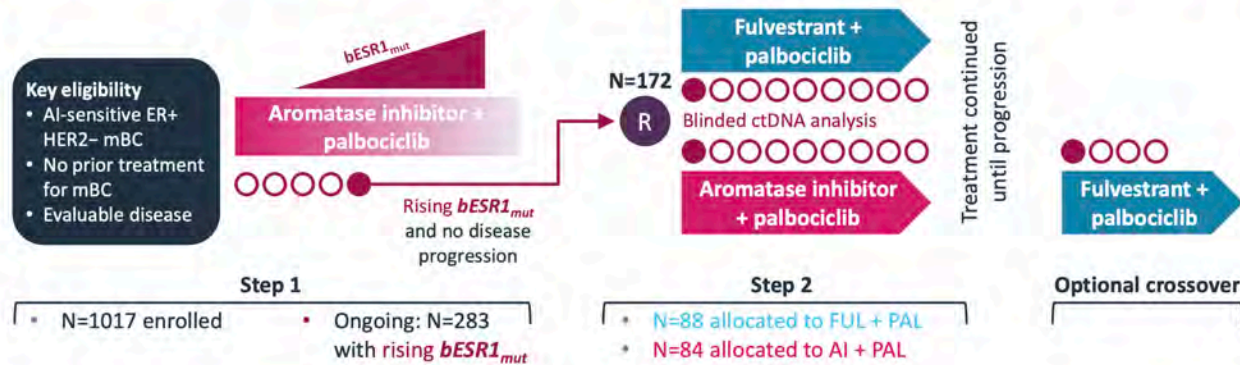 Key eligibility
• AI-sensitive ER+
HER2– mBC
• No prior treatment
for mBC
• Evaluable disease
bESR1mut
Aromatase inhibitor +
palbociclib
Rising bESR1mut
and no disease
progression
N=172
R
Fulvestrant +
palbociclib
Blinded ctDNA analysis
Aromatase inhibitor
+ palbociclib
Treatment continued
until progression
Fulvestrant +
palbociclib
Step 1
• N=1017 enrolled
• Ongoing: N=283
with rising bESR1mut
Step 2
• N=88 allocated to FUL + PAL
• N=84 allocated to AI + PAL
Optional crossover